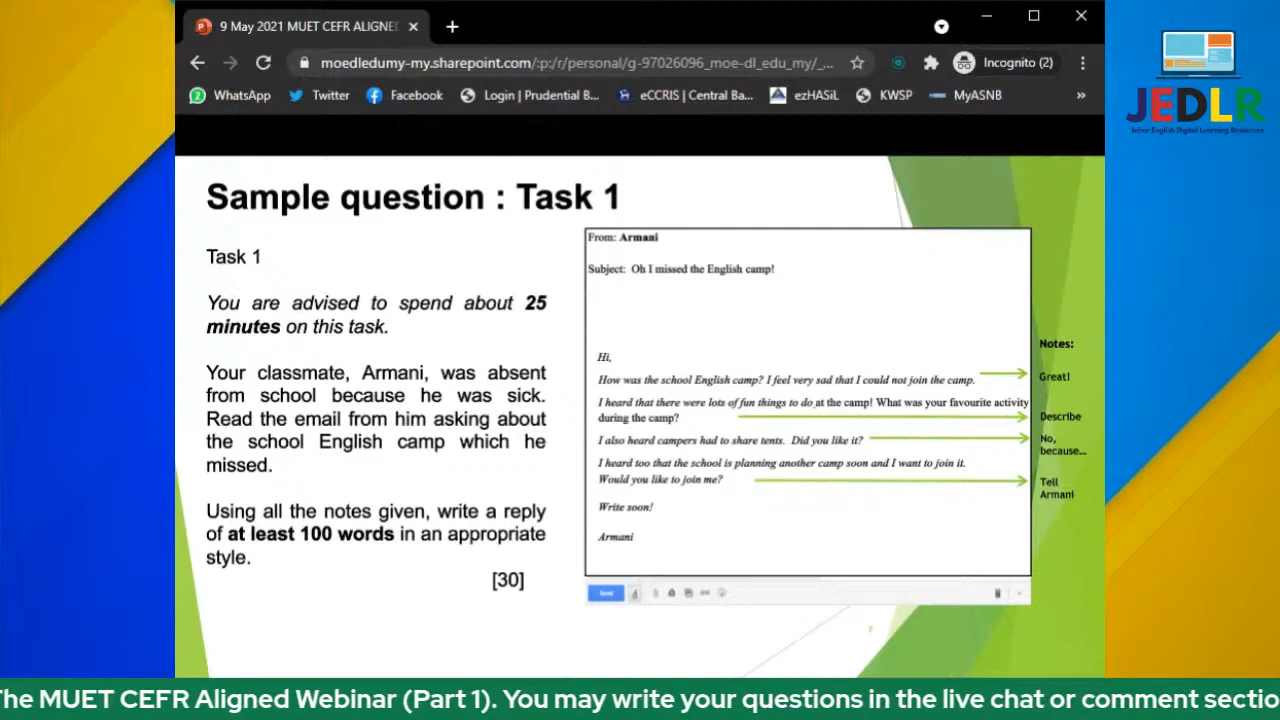 9 May 2021 MUET CEFR ALIGNE
moedledumy-my.sharepoint.com/:p:/r/personal/g-97026096_moe-dl_edu_my/_...
Incognito (2)
WhatsApp
Twitter
Facebook
Login | Prudential B...
eCCRIS | Central Ba...
ezHASiL
KWSP
MyASNB
»
JEDLR
Johor English Digital Learning Resources
Sample question : Task 1
Task 1
You are advised to spend about 25
minutes on this task.
Your classmate, Armani, was absent
from school because he was sick.
Read the email from him asking about
the school English camp which he
missed.
Using all the notes given, write a reply
of at least 100 words in an appropriate
style.
[30]
From: Armani
Subject: Oh I missed the English camp!
Hi,
How was the school English camp? I feel very sad that I could not join the camp.
I heard that there were lots of fun things to do at the camp! What was your favourite activity
during the camp?
I also heard campers had to share tents. Did you like it?
I heard too that the school is planning another camp soon and I want to join it.
Would you like to join me?
Write soon!
Armani
Send
Notes:
Great!
Describe
No,
because...
Tell
Armani
7
The MUET CEFR Aligned Webinar (Part 1). You may write your questions in the live chat or comment sectio